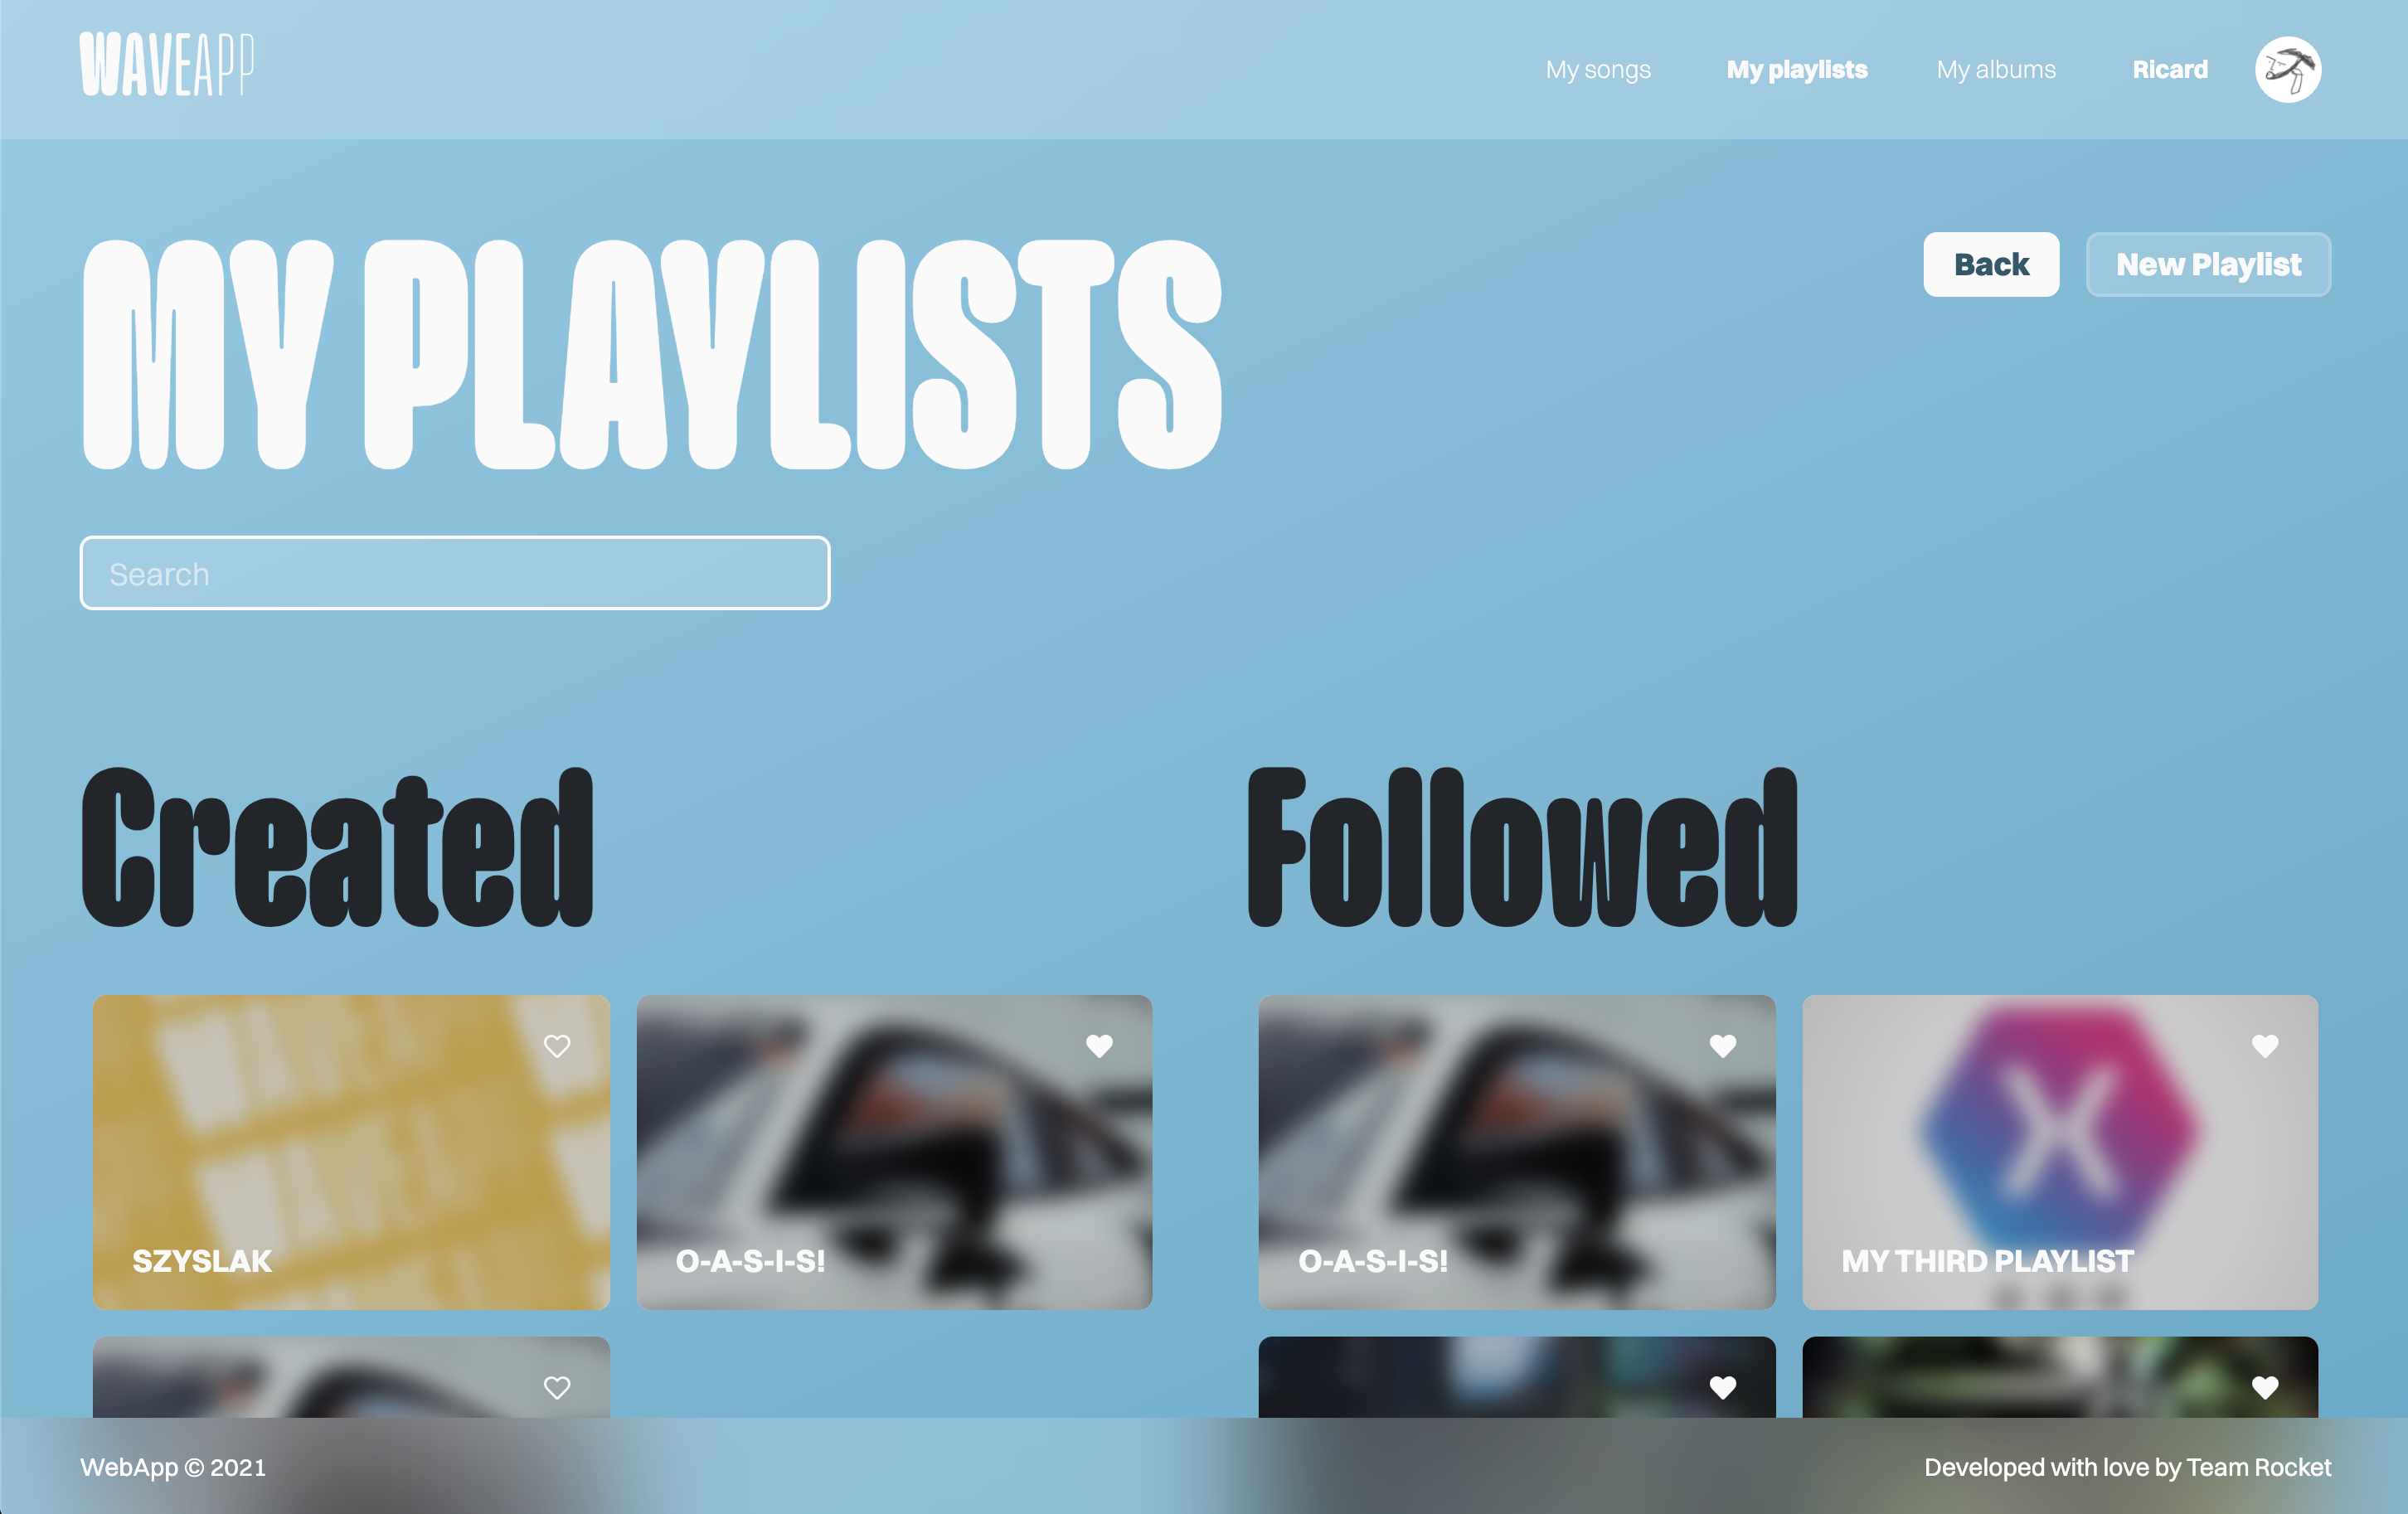 WAVEAPP
My songs
My playlists
My albums
Ricard
MY PLAYLISTS
Back
New Playlist
Search
Created
Followed
SZYSLAK
O-A-S-I-S!
O-A-S-I-S!
MY THIRD PLAYLIST
WebApp © 2021
Developed with love by Team Rocket